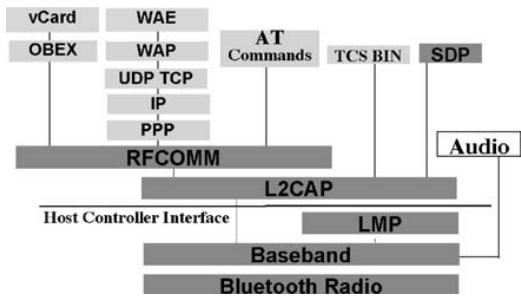 vCard
WAE
OBEX
WAP
AT
Commands
TCS BIN
SDP
UDP TCP
IP
PPP
Audio
RFCOMM
L2CAP
Host Controller Interface
LMP
Baseband
Bluetooth Radio